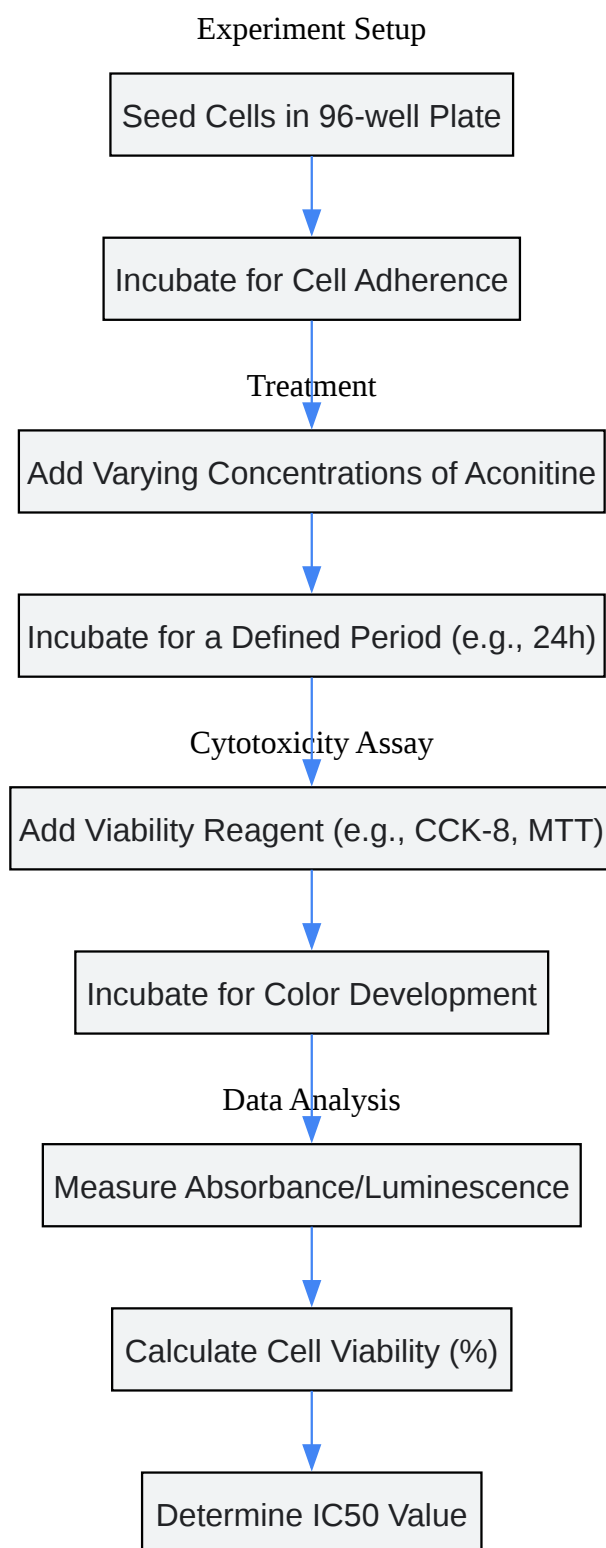 Experiment Setup
Seed Cells in 96-well Plate
Incubate for Cell Adherence
Treatment
Add Varying Concentrations of Aconitine
Incubate for a Defined Period (e.g., 24h)
Cytotoxicity Assay
Add Viability Reagent (e.g., CCK-8, MTT)
Incubate for Color Development
Data Analysis
Measure Absorbance/Luminescence
Calculate Cell Viability (%)
Determine IC50 Value